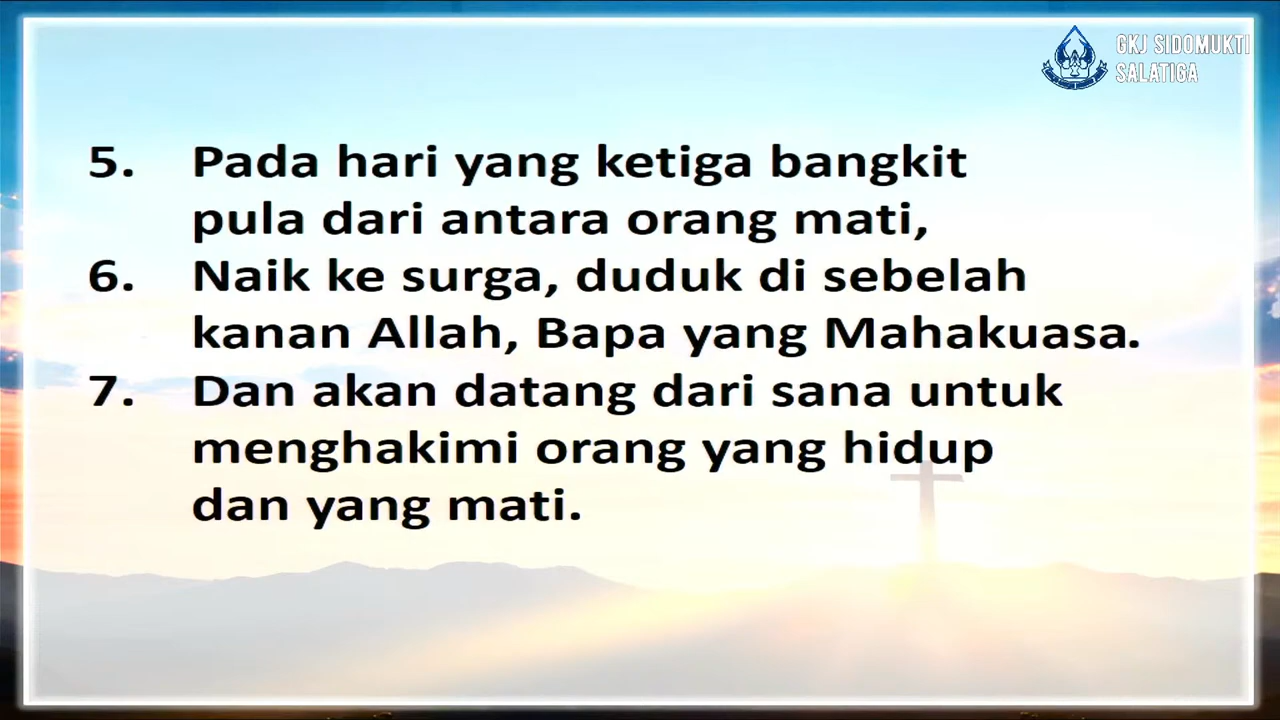 GKJ SIDOMUKTI
SALATIGA
5. Pada hari yang ketiga bangkit
pula dari antara orang mati,
6. Naik ke surga, duduk di sebelah
kanan Allah, Bapa yang Mahakuasa.
7. Dan akan datang dari sana untuk
menghakimi orang yang hidup
dan yang mati.